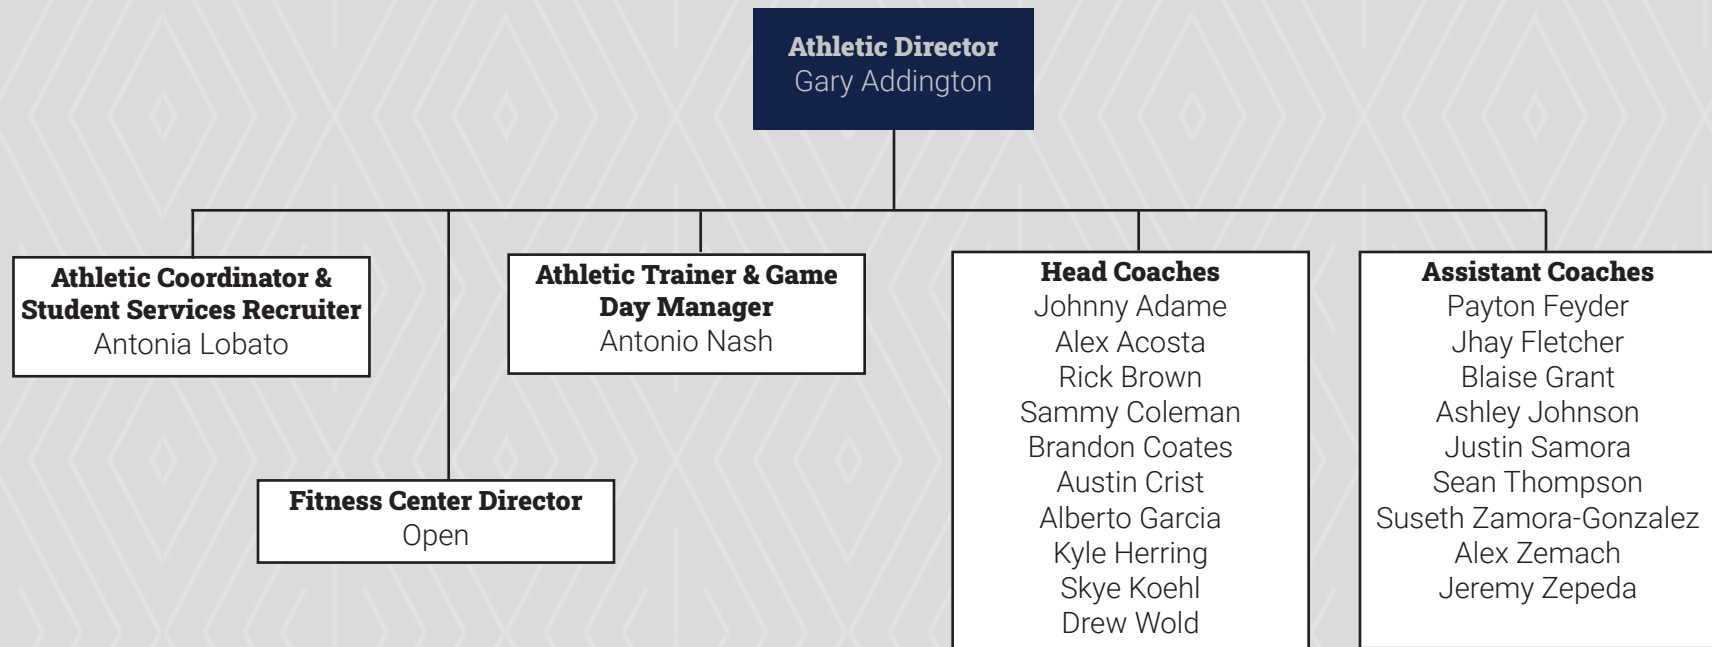 Athletic Director
Gary Addington
Athletic Coordinator &
Student Services Recruiter
Antonia Lobato
Fitness Center Director
Open
Athletic Trainer & Game
Day Manager
Antonio Nash
Head Coaches
Johnny Adame
Alex Acosta
Rick Brown
Sammy Coleman
Brandon Coates
Austin Crist
Alberto Garcia
Kyle Herring
Skye Koehl
Drew Wold
Assistant Coaches
Payton Feyder
Jhay Fletcher
Blaise Grant
Ashley Johnson
Justin Samora
Sean Thompson
Suseth Zamora-Gonzalez
Alex Zemach
Jeremy Zepeda